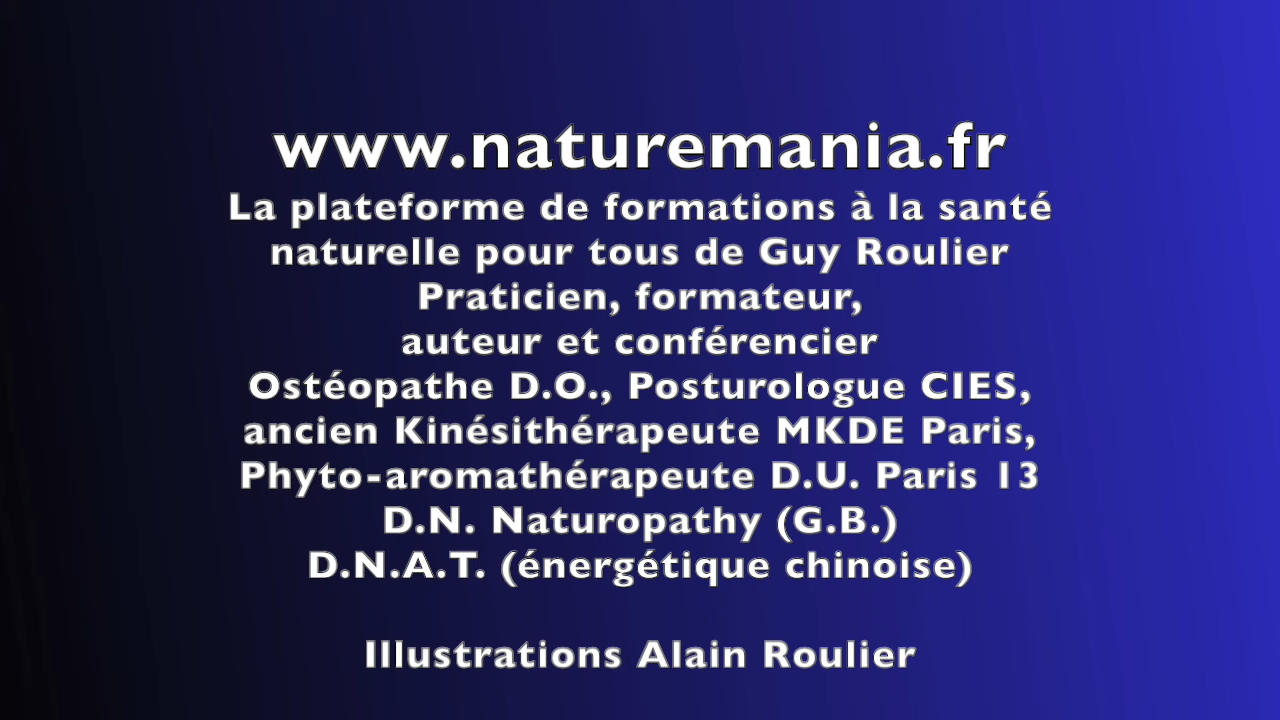 www.naturemania.fr
La plateforme de formations à la santé
naturelle pour tous de Guy Roulier
Praticien, formateur,
auteur et conférencier
Ostéopathe D.O., Posturologue CIES,
ancien Kinésithérapeute MKDE Paris,
Phyto-aromathérapeute D.U. Paris 13
D.N. Naturopathy (G.B.)
D.N.A.T. (énergétique chinoise)
Illustrations Alain Roulier